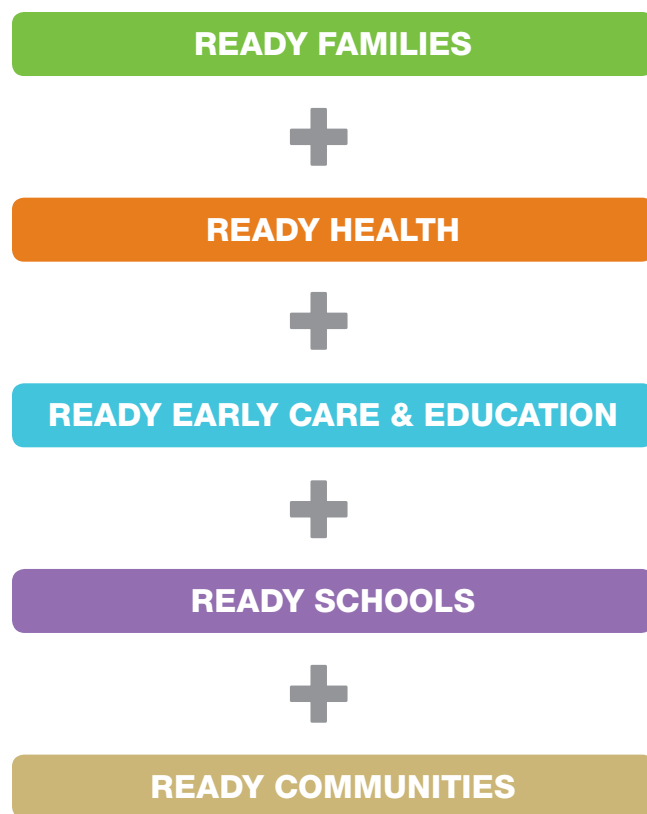 READY FAMILIES
READY HEALTH
READY EARLY CARE & EDUCATION
READY SCHOOLS
READY COMMUNITIES